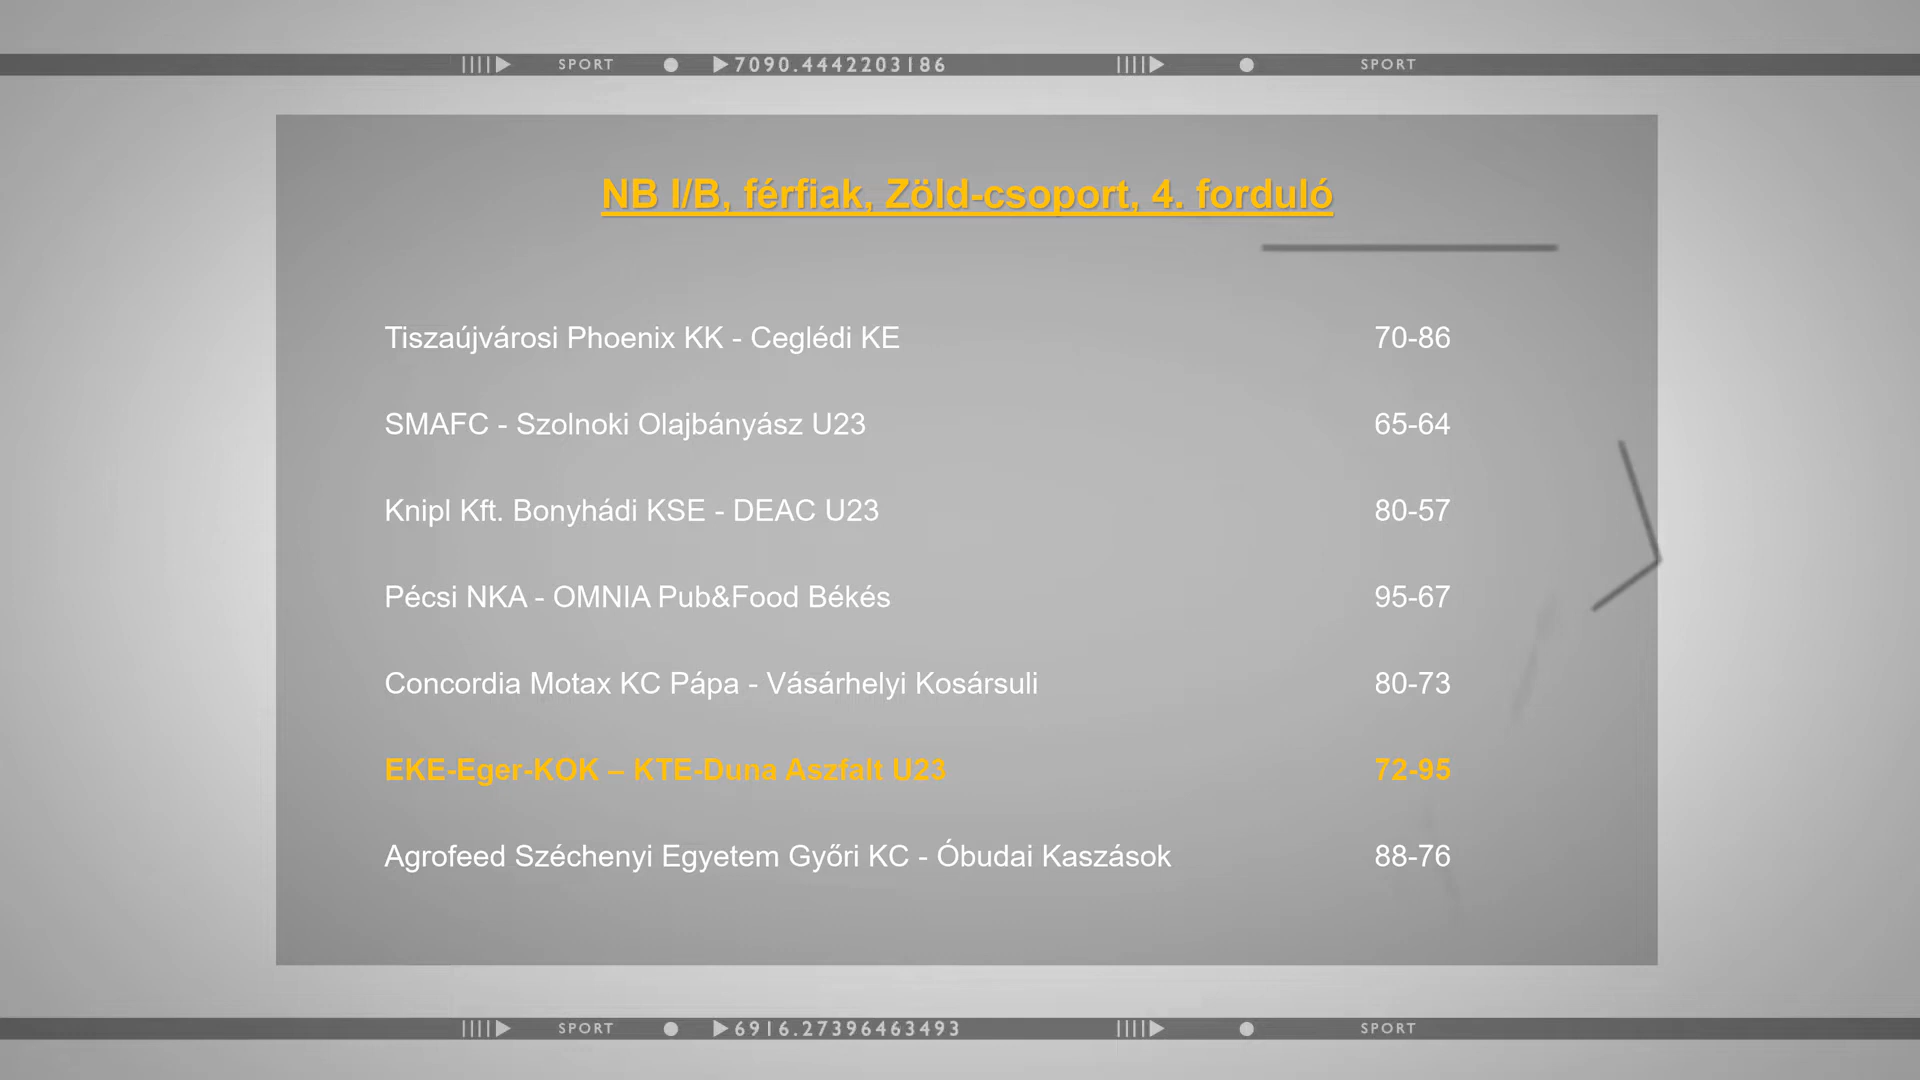 SPORT 7090.4442203186 SPORT
NB I/B, férfiak, Zöld-csoport, 4. forduló
Tiszaújvárosi Phoenix KK - Ceglédi KE 70-86
SMAFC - Szolnoki Olajbányász U23 65-64
Knipl Kft. Bonyhádi KSE - DEAC U23 80-57
Pécsi NKA - OMNIA Pub&Food Békés 95-67
Concordia Motax KC Pápa - Vásárhelyi Kosársuli 80-73
EKE-Eger-KOK – KTE-Duna Aszfalt U23 72-95
Agrofeed Széchenyi Egyetem Győri KC - Óbudai Kaszások 88-76
SPORT 6916.27396463493 SPORT